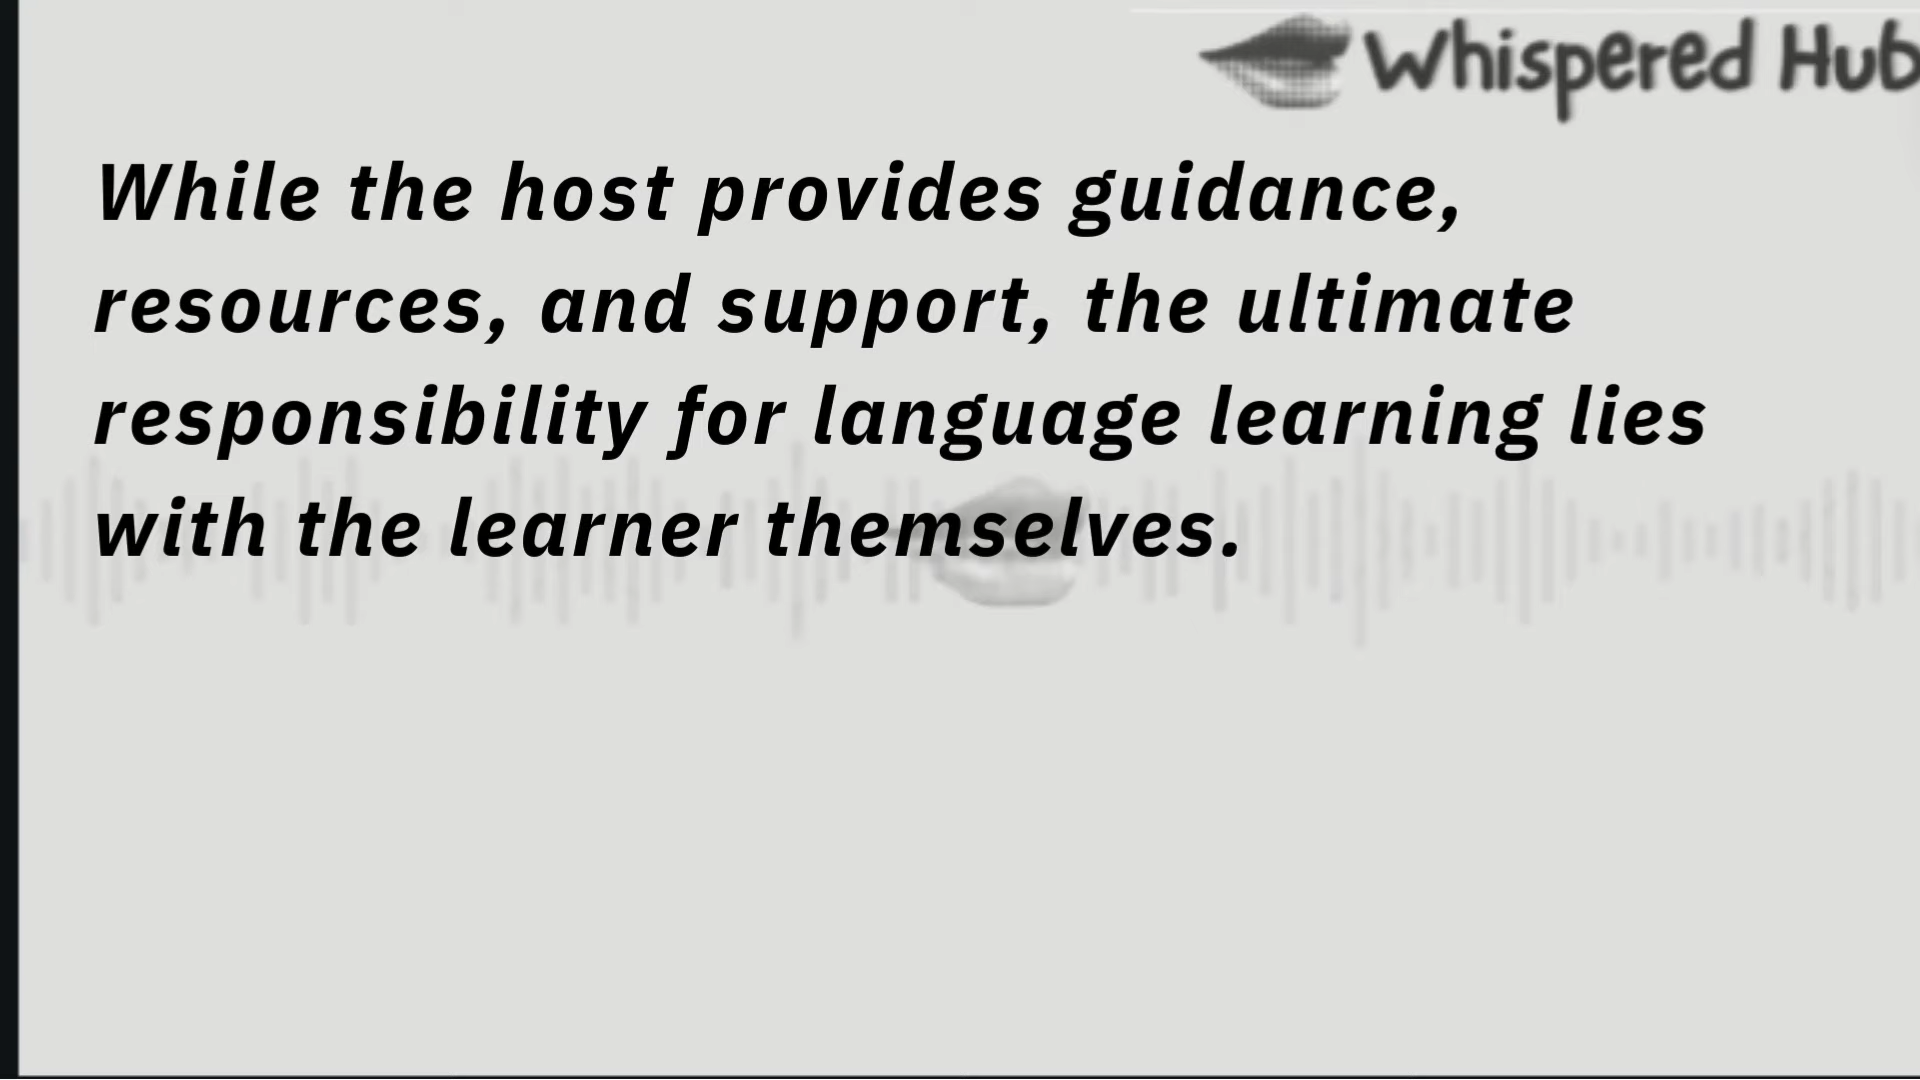 Whispered Hub
While the host provides guidance,
resources, and support, the ultimate
responsibility for language learning lies
with the learner themselves.